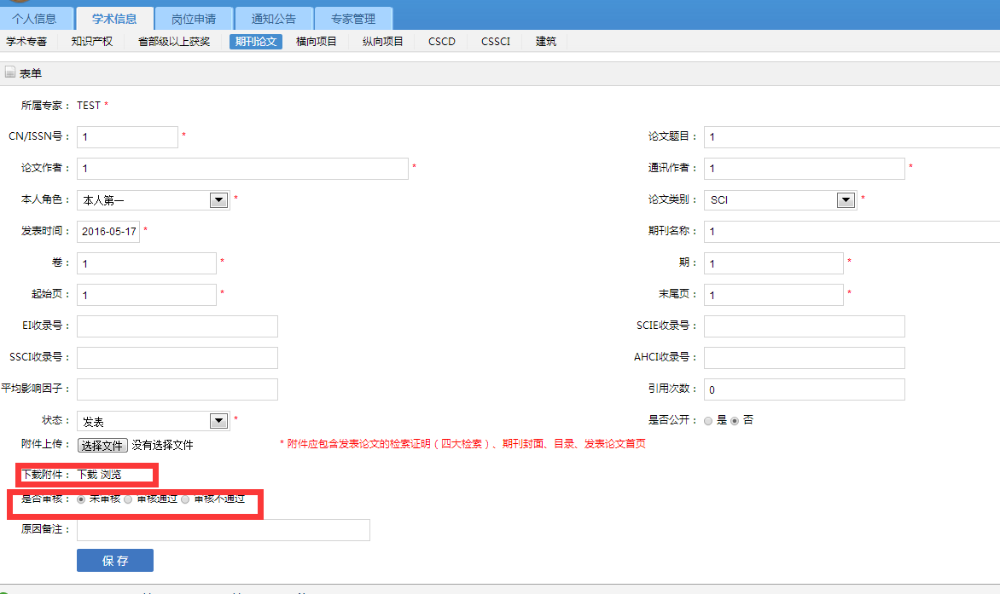 个人信息 学术信息 岗位申请 通知公告 专家管理
学术专著 知识产权 省部级以上获奖 期刊论文 横向项目 纵向项目 CSCD CSSCI 建筑
表单
所属专家： TEST *
CN/ISSN号： 1 * 论文题目： 1
论文作者： 1 * 通讯作者： 1 *
本人角色： 本人第一 * 论文类别： SCI *
发表时间： 2016-05-17 * 期刊名称： 1
卷： 1 * 期： 1 *
起始页： 1 * 末尾页： 1 *
EI收录号： SCIE收录号：
SSCI收录号： AHCI收录号：
平均影响因子： 引用次数： 0
状态： 发表 * 是否公开： 是 否
附件上传： 选择文件 没有选择文件 * 附件应包含发表论文的检索证明（四大检索）、期刊封面、目录、发表论文首页
下载附件： 下载 浏览
是否审核： 未审核 审核通过 审核不通过
原因备注：
保 存